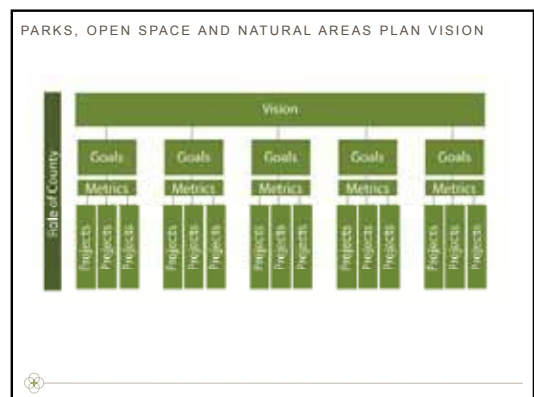 PARKS, OPEN SPACE AND NATURAL AREAS PLAN VISION
Role of County
Vision
Goals Goals Goals Goals Goals
Metrics Metrics Metrics Metrics Metrics
Projects Projects Projects Projects Projects Projects Projects Projects Projects Projects Projects Projects Projects Projects Projects